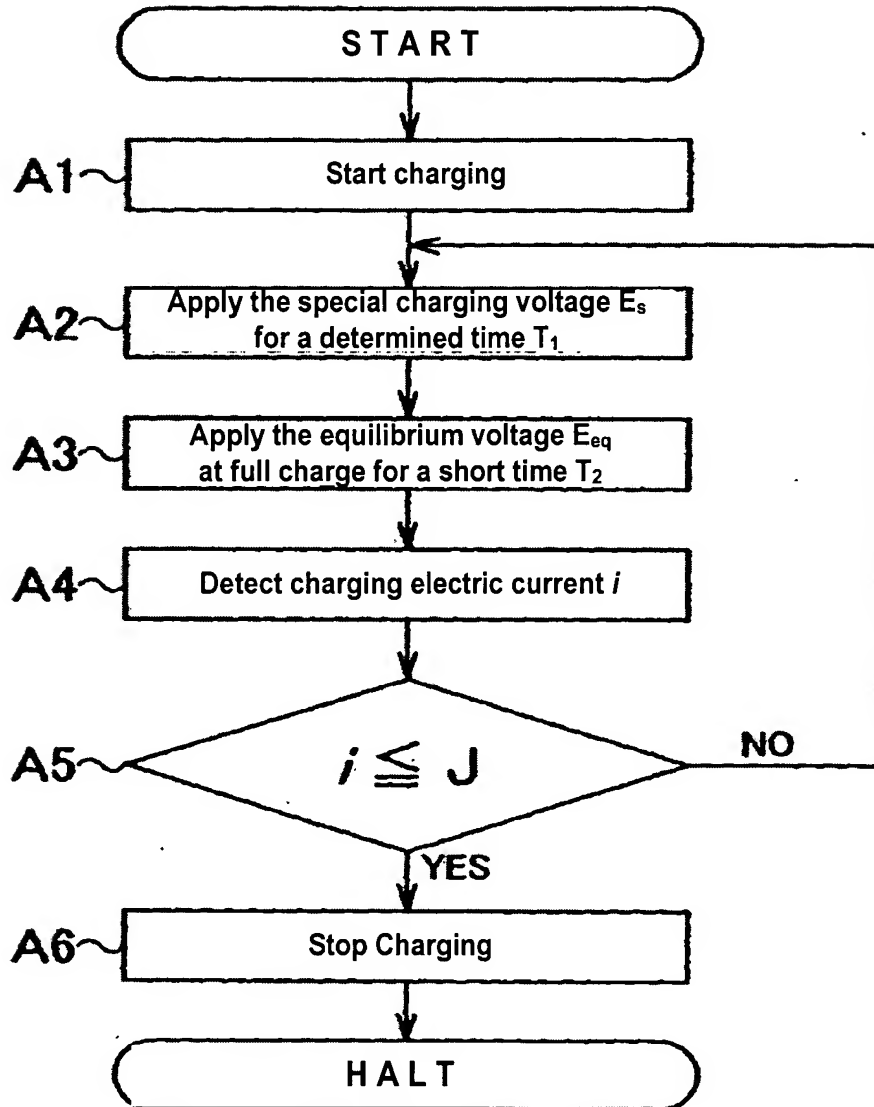 START
A1
Start charging
A2
Apply the special charging voltage Es
for a determined time T1
A3
Apply the equilibrium voltage Eeq
at full charge for a short time T2
A4
Detect charging electric current i
A5
i ≦ J
NO
YES
A6
Stop Charging
HALT